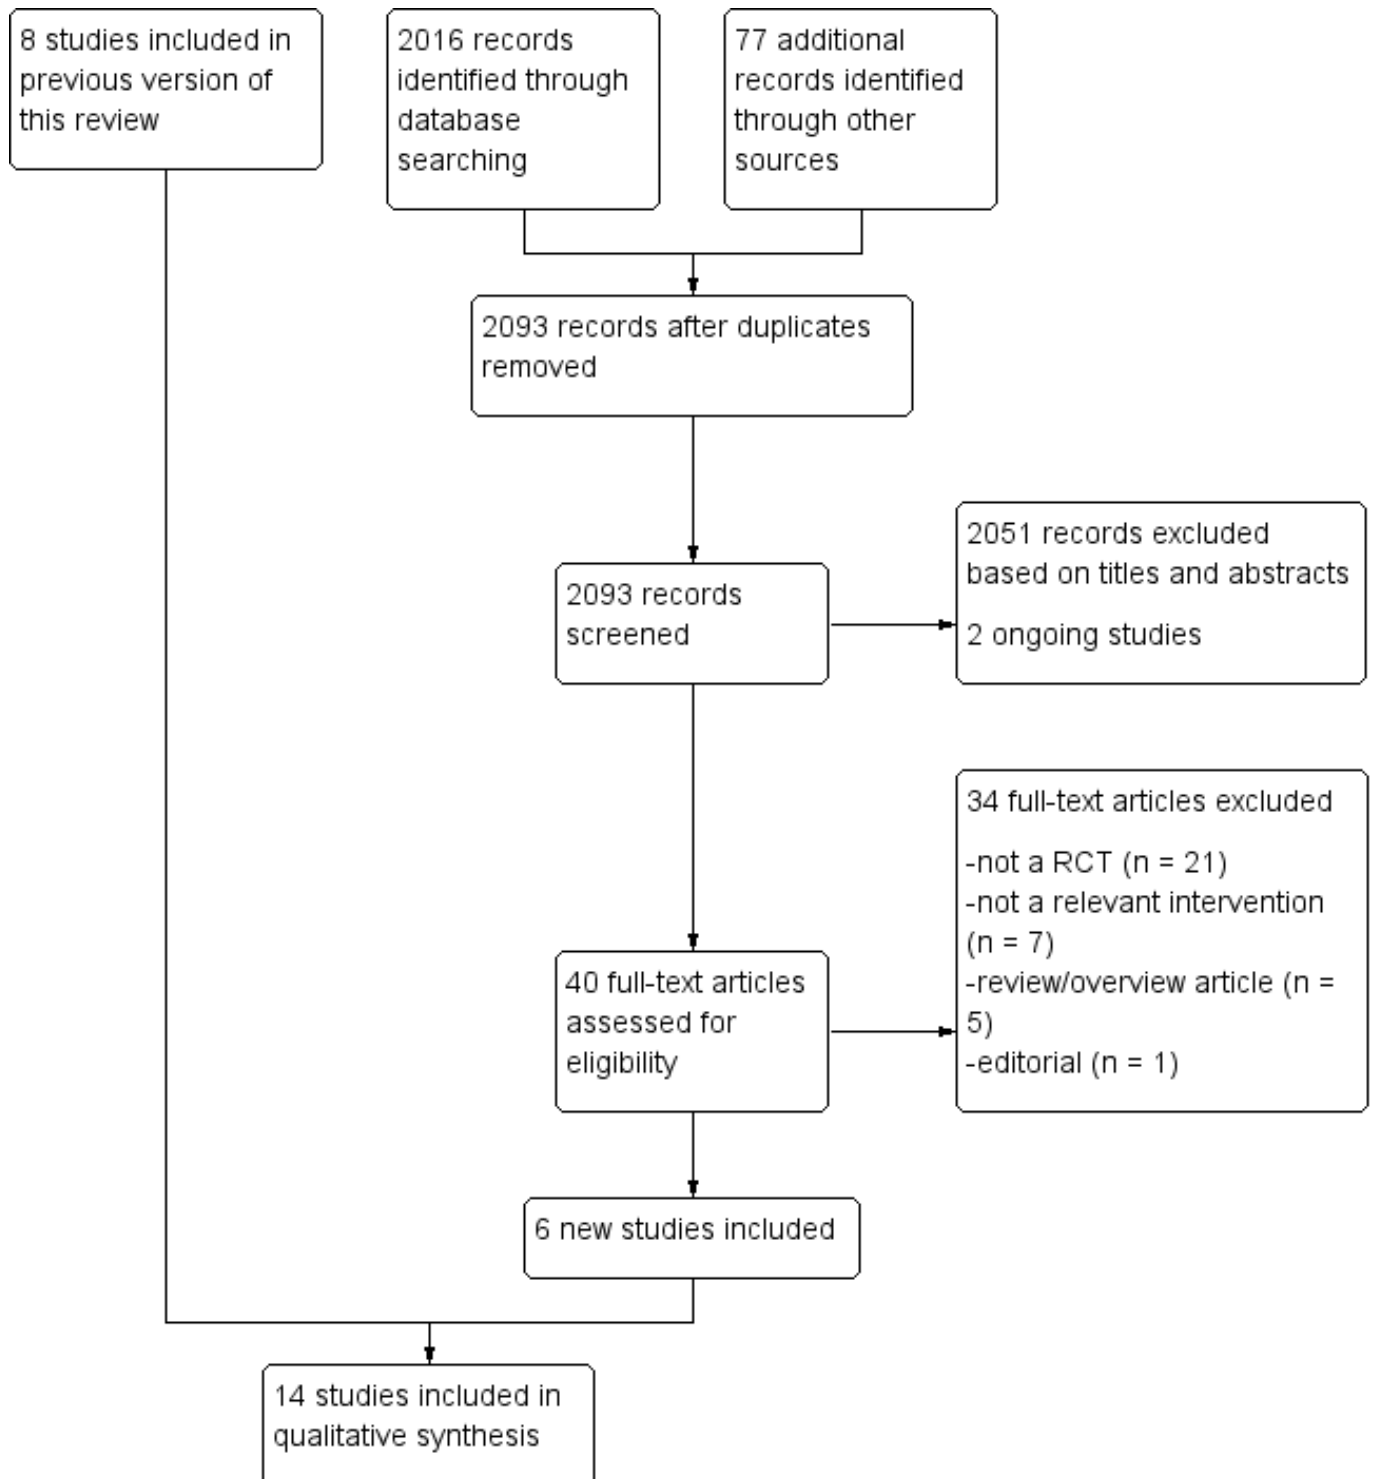 8 studies included in
previous version of
this review
2016 records
identified through
database
searching
77 additional
records identified
through other
sources
2093 records after duplicates
removed
2093 records
screened
2051 records excluded
based on titles and abstracts
2 ongoing studies
40 full-text articles
assessed for
eligibility
34 full-text articles excluded
-not a RCT (n = 21)
-not a relevant intervention
(n = 7)
-review/overview article (n =
5)
-editorial (n = 1)
6 new studies included
14 studies included in
qualitative synthesis